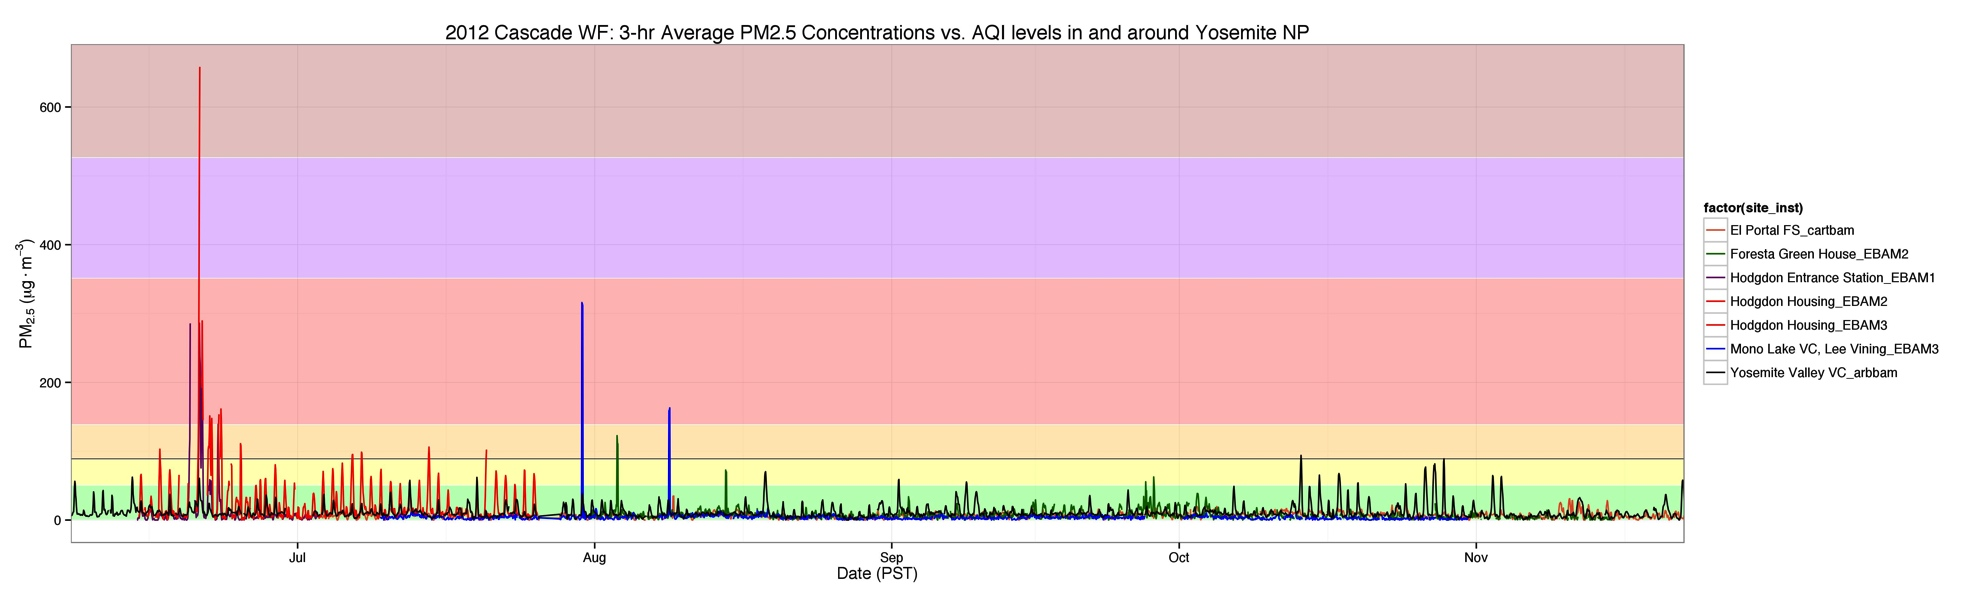 2012 Cascade WF: 3-hr Average PM2.5 Concentrations vs. AQI levels in and around Yosemite NP
600
400
200
0
PM2.5 (μg · m−3)
Jul Aug Sep Oct Nov
Date (PST)
factor(site_inst)
El Portal FS_cartbam
Foresta Green House_EBAM2
Hodgdon Entrance Station_EBAM1
Hodgdon Housing_EBAM2
Hodgdon Housing_EBAM3
Mono Lake VC, Lee Vining_EBAM3
Yosemite Valley VC_arbbam